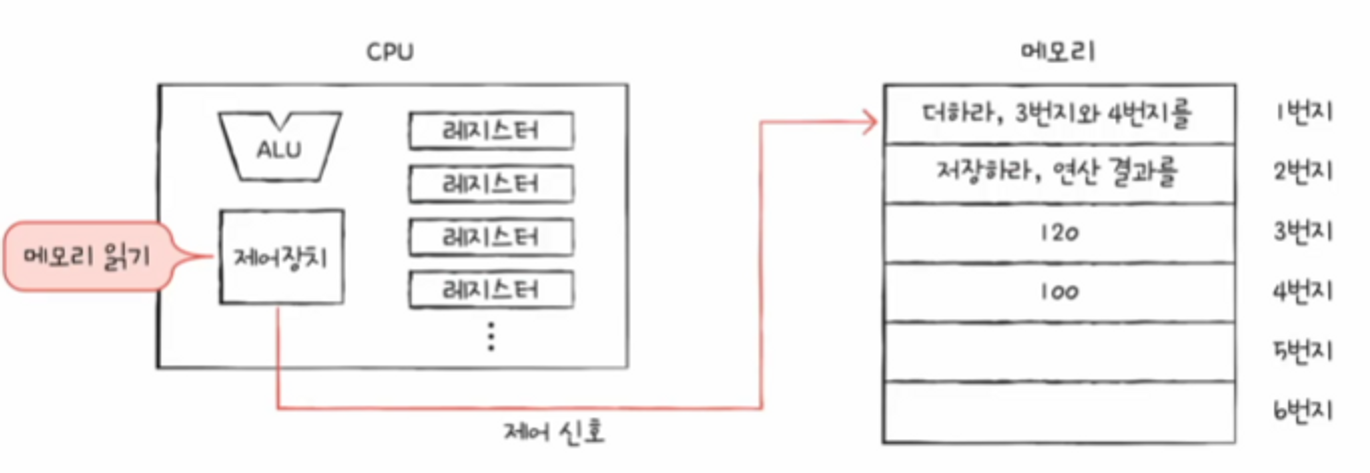 CPU
메모리
ALU
레지스터
레지스터
레지스터
레지스터
제어장치
메모리 읽기
제어 신호
더하라, 3번지와 4번지를
1번지
저장하라, 연산 결과를
2번지
120
3번지
100
4번지
5번지
6번지